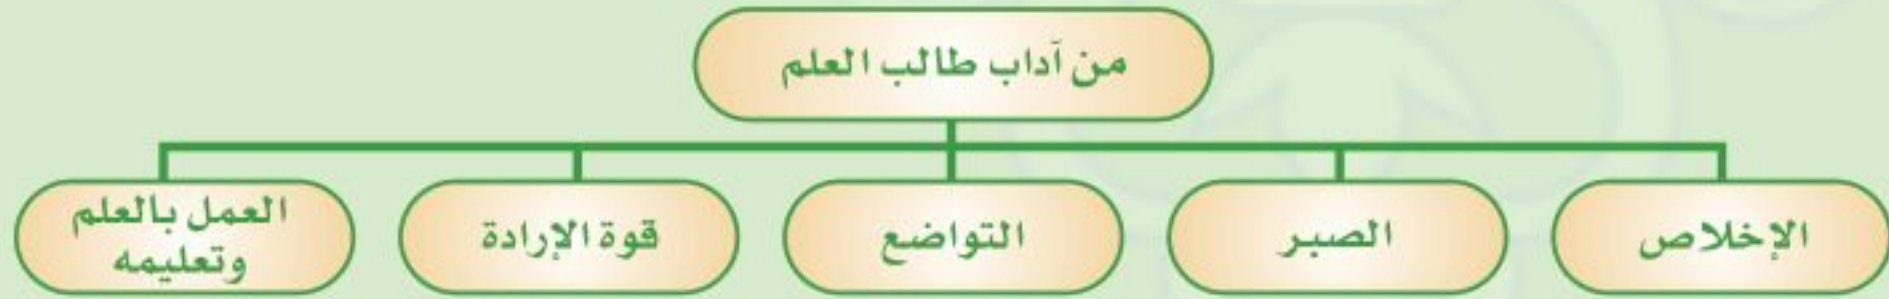 من آداب طالب العلم
الإخلاص
الصبر
التواضع
قوة الإرادة
العمل بالعلم
وتعليمه